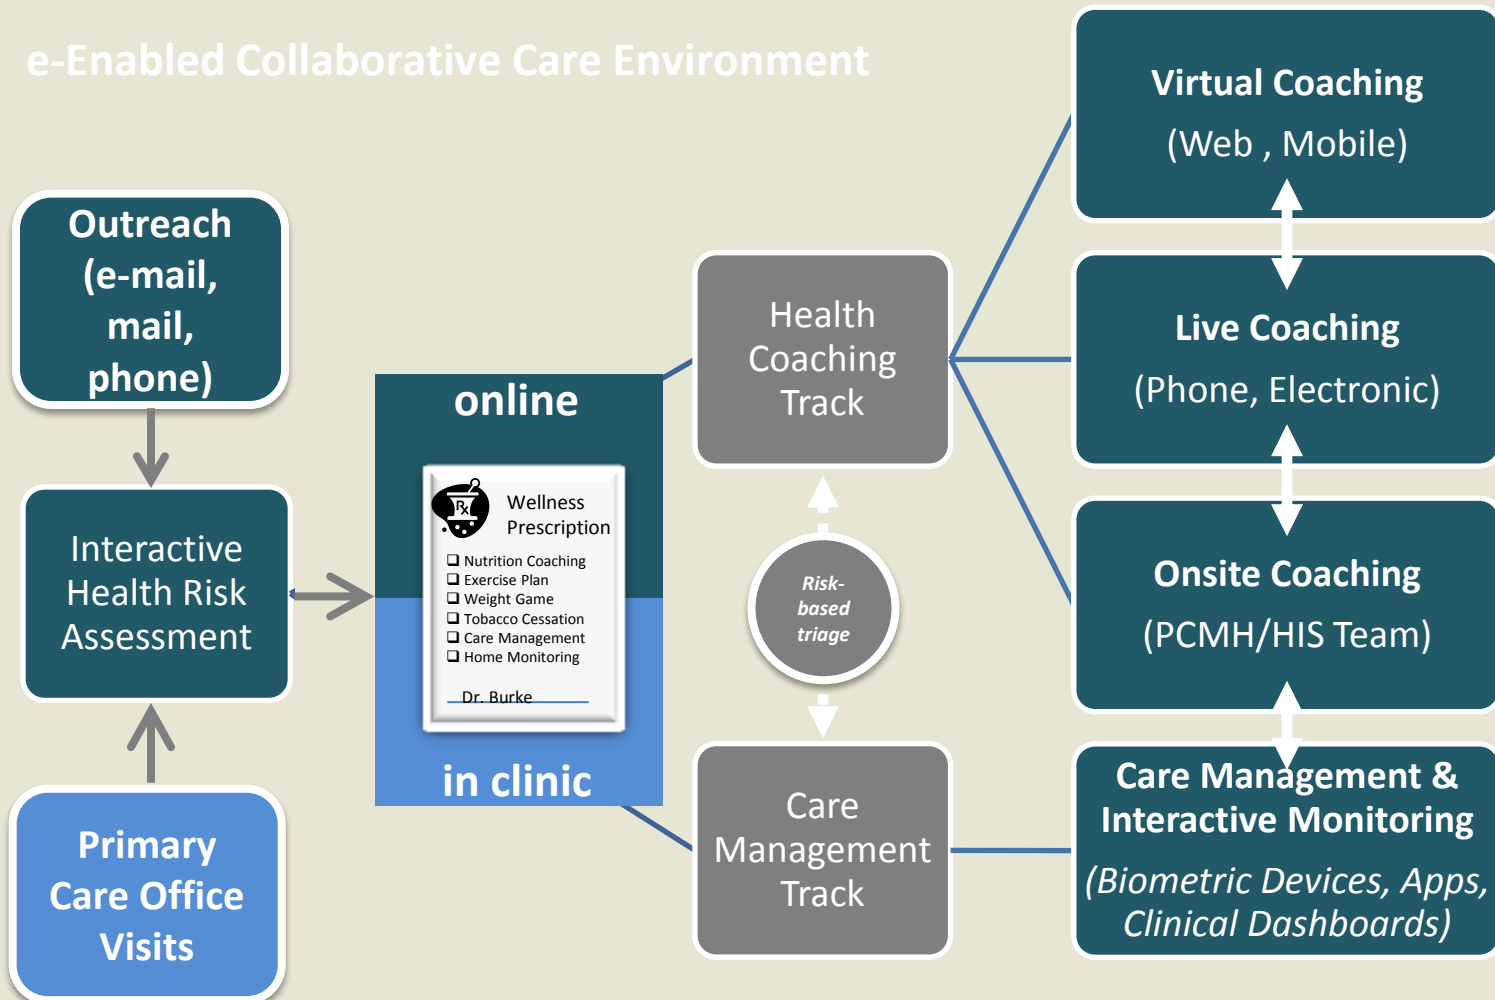 e-Enabled Collaborative Care Environment
Outreach
(e-mail,
mail,
phone)
Interactive
Health Risk
Assessment
Primary
Care Office
Visits
online
Rx
Wellness
Prescription
❑ Nutrition Coaching
❑ Exercise Plan
❑ Weight Game
❑ Tobacco Cessation
❑ Care Management
❑ Home Monitoring
Dr. Burke
in clinic
Health
Coaching
Track
Risk-
based
triage
Care
Management
Track
Virtual Coaching
(Web , Mobile)
Live Coaching
(Phone, Electronic)
Onsite Coaching
(PCMH/HIS Team)
Care Management &
Interactive Monitoring
(Biometric Devices, Apps,
Clinical Dashboards)